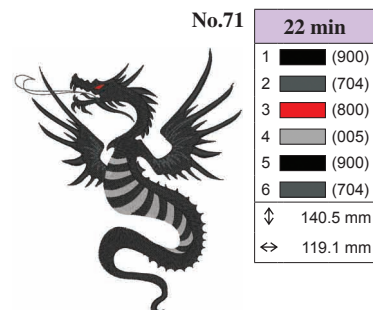 No.71
22 min
1 (900)
2 (704)
3 (800)
4 (005)
5 (900)
6 (704)
140.5 mm
119.1 mm